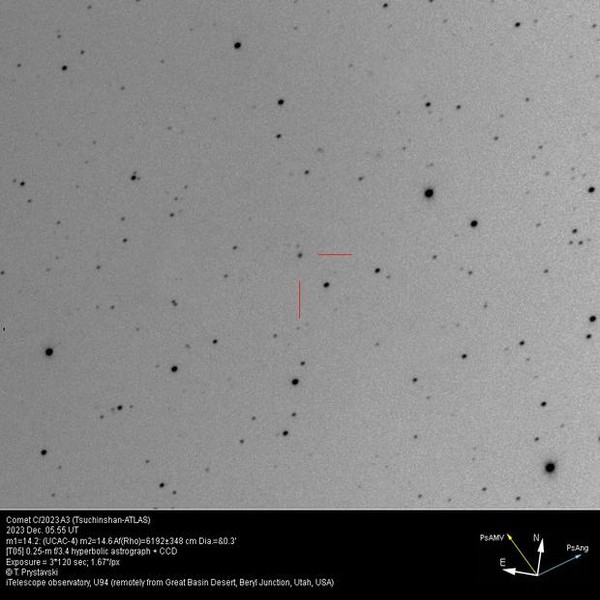 Comet C/2023 A3 (Tsuchinshan-ATLAS)
2023 Dec. 05.55 UT
m1=14.2: (UCAC-4) m2=14.6 Af(Rho)=6192±348 cm Dia.=&0.3'
[T05] 0.25-m f/3.4 hyperbolic astrograph + CCD
Exposure = 3*120 sec; 1.67"/px
© T. Prystavski
iTelescope observatory, U94 (remotely from Great Basin Desert, Beryl Junction, Utah, USA)
PsAMV
N
PsAng
E